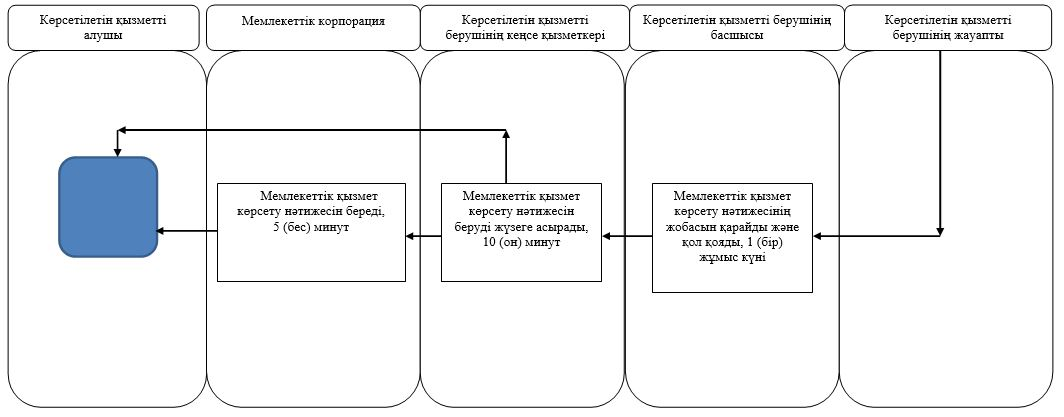 Көрсетілетін қызметті
алушы
Мемлекеттік корпорация
Көрсетілетін қызметті
берушінің кеңсе қызметкері
Көрсетілетін қызметті берушінің
басшысы
Көрсетілетін қызметті
берушінің жауапты
Мемлекеттік қызмет
көрсету нәтижесін береді,
5 (бес) минут
Мемлекеттік қызмет
көрсету нәтижесін
беруді жүзеге асырады,
10 (он) минут
Мемлекеттік қызмет
көрсету нәтижесінің
жобасын қарайды және
қол қояды, 1 (бір)
жұмыс күні